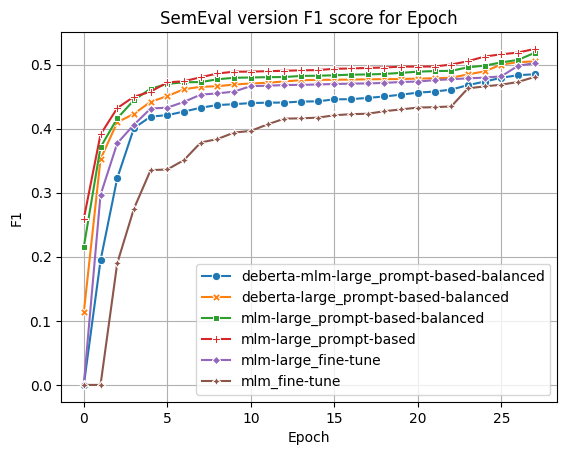 SemEval version F1 score for Epoch
0.5
0.4
0.3
0.2
0.1
0.0
F1
deberta-mlm-large_prompt-based-balanced
deberta-large_prompt-based-balanced
mlm-large_prompt-based-balanced
mlm-large_prompt-based
mlm-large_fine-tune
mlm_fine-tune
0 5 10 15 20 25
Epoch